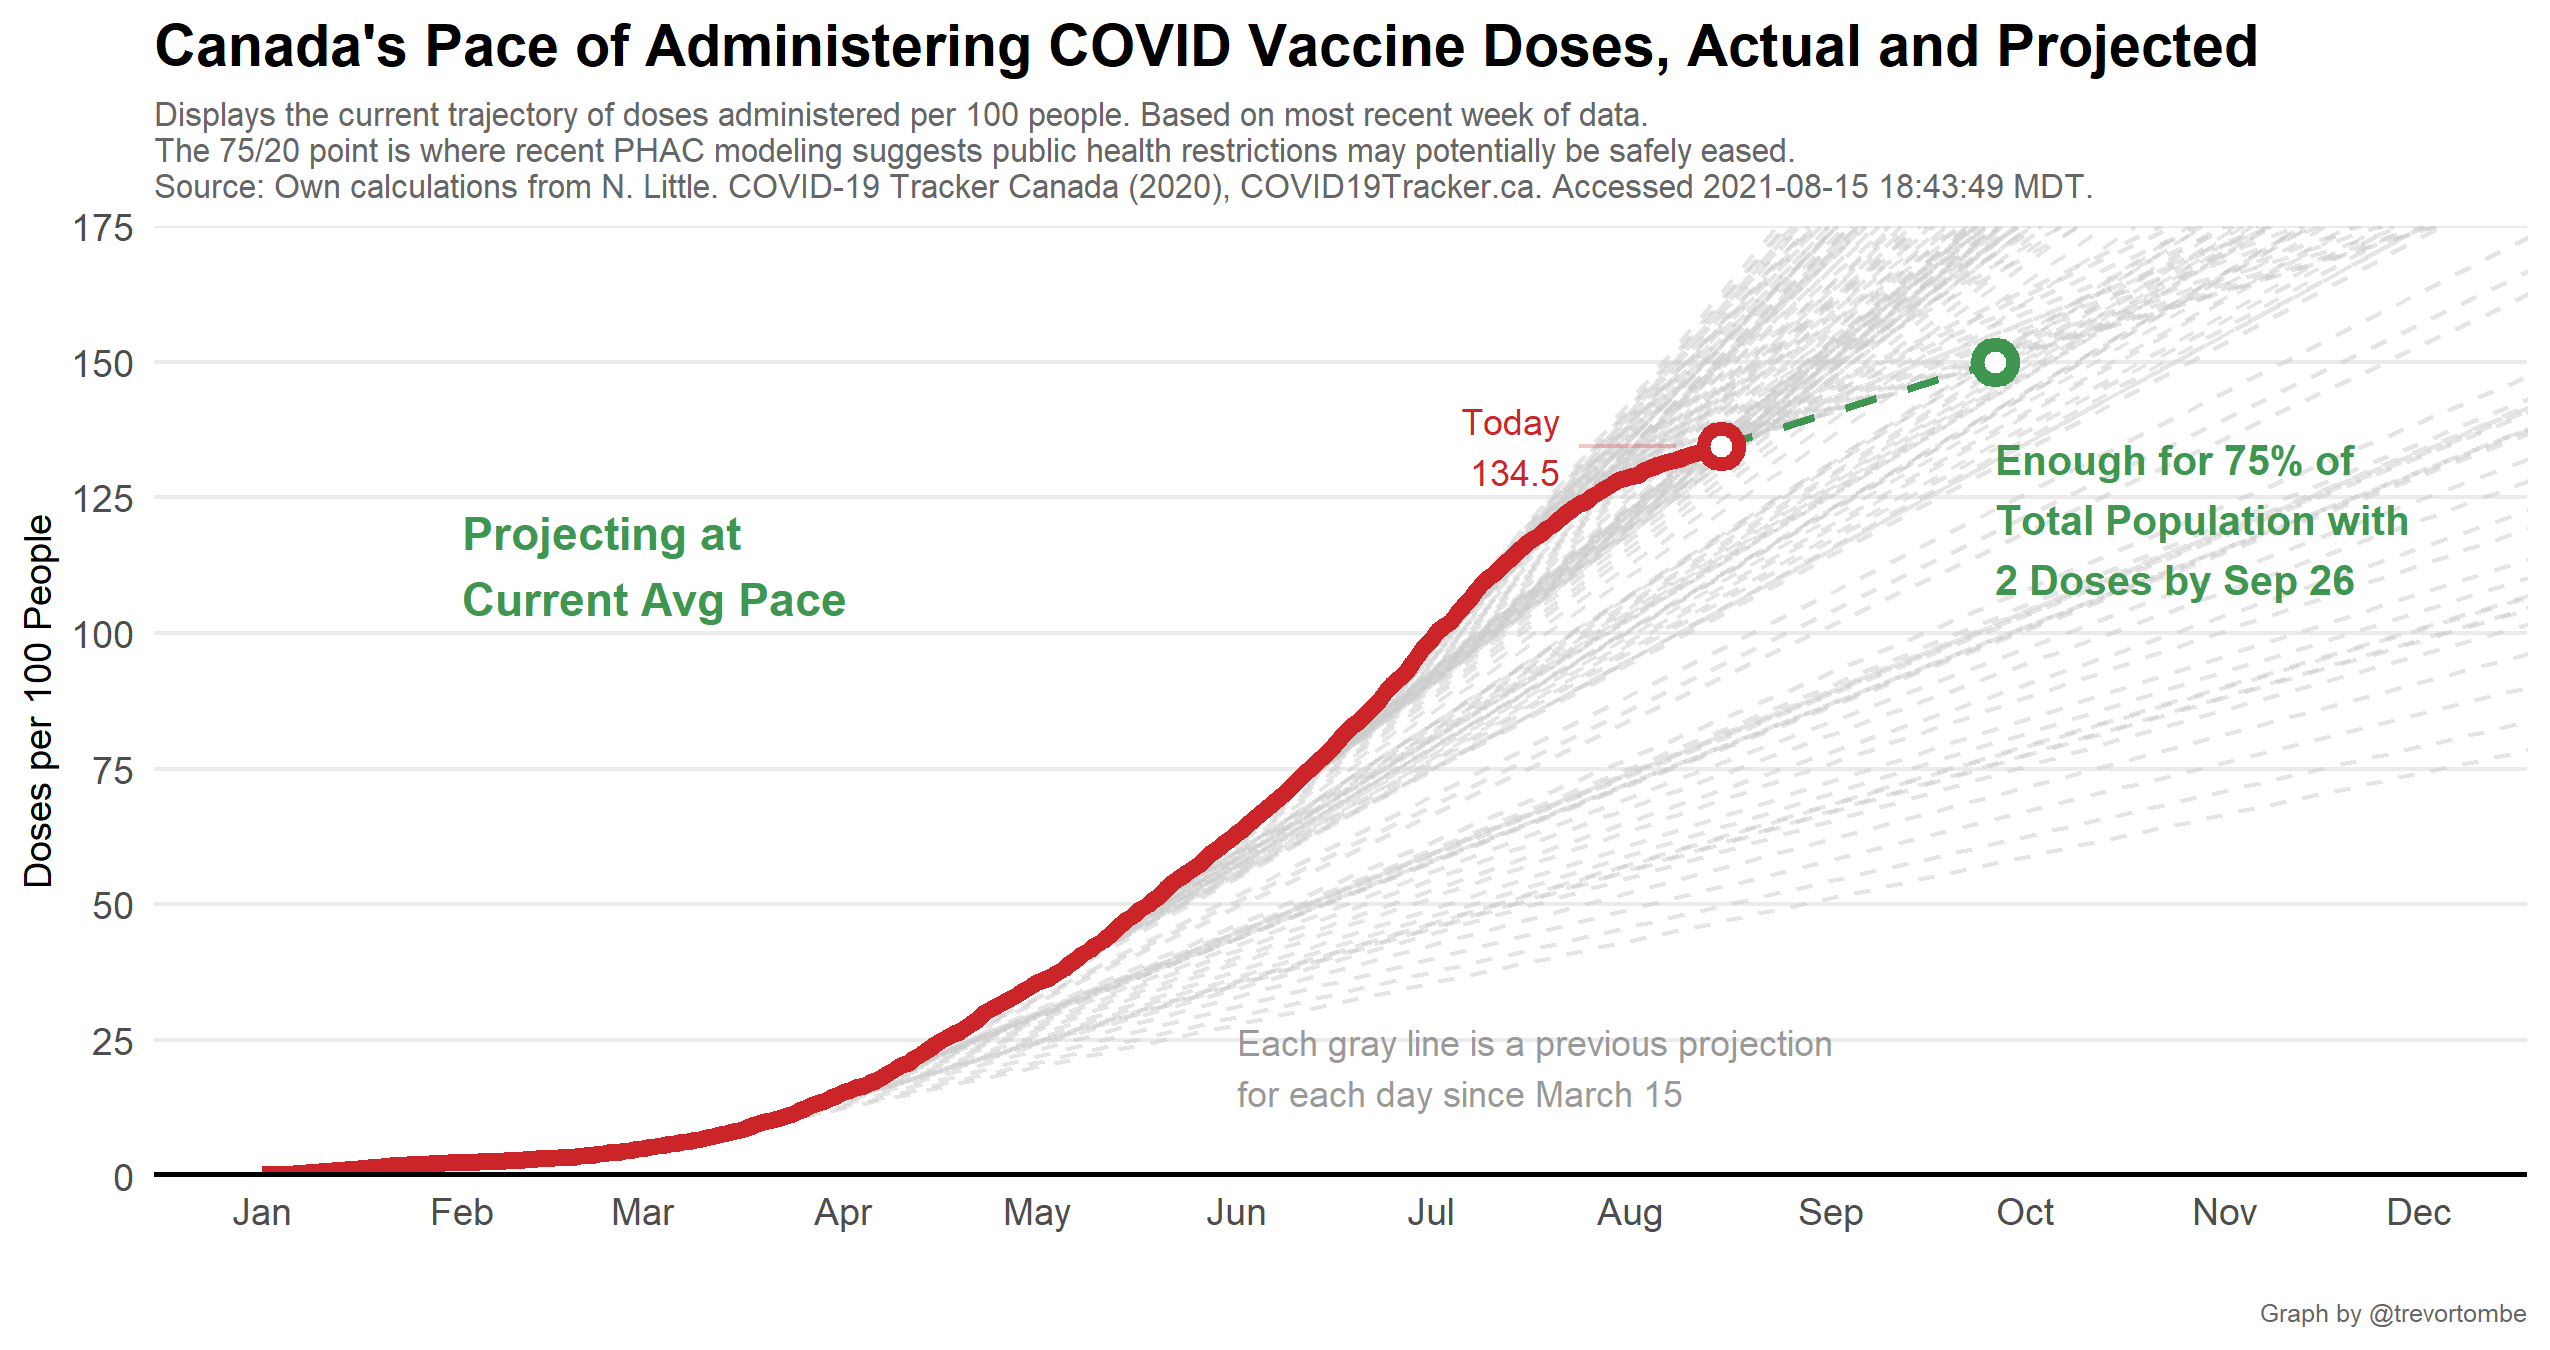 Canada's Pace of Administering COVID Vaccine Doses, Actual and Projected
Displays the current trajectory of doses administered per 100 people. Based on most recent week of data.
The 75/20 point is where recent PHAC modeling suggests public health restrictions may potentially be safely eased.
Source: Own calculations from N. Little. COVID-19 Tracker Canada (2020), COVID19Tracker.ca. Accessed 2021-08-15 18:43:49 MDT.
Doses per 100 People
175
150
125
100
75
50
25
0
Today
134.5
Projecting at
Current Avg Pace
Enough for 75% of
Total Population with
2 Doses by Sep 26
Each gray line is a previous projection
for each day since March 15
Jan Feb Mar Apr May Jun Jul Aug Sep Oct Nov Dec
Graph by @trevortombe